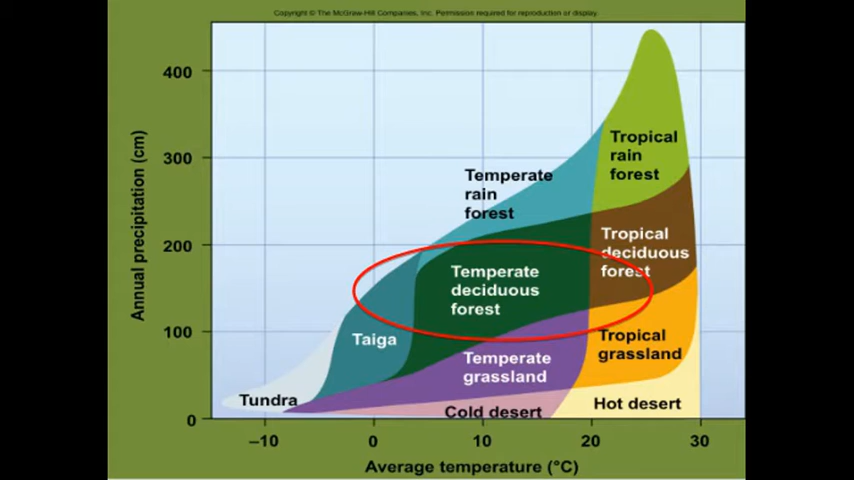 Copyright © The McGraw-Hill Companies, Inc. Permission required for reproduction or display.
400
300
200
100
0
Annual precipitation (cm)
Tropical
rain
forest
Temperate
rain
forest
Tropical
deciduous
forest
Temperate
deciduous
forest
Taiga
Tropical
grassland
Temperate
grassland
Tundra
Cold desert
Hot desert
–10
0
10
20
30
Average temperature (°C)